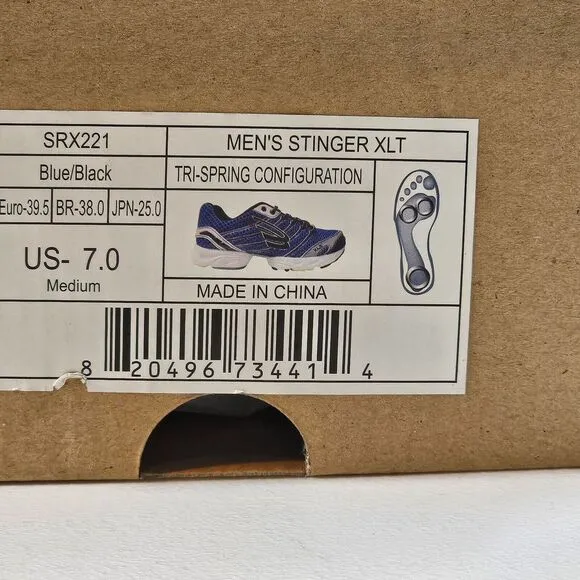 SRX221
MEN'S STINGER XLT
Blue/Black
TRI-SPRING CONFIGURATION
Euro-39.5 BR-38.0 JPN-25.0
US- 7.0
Medium
MADE IN CHINA
8 20496 73441 4